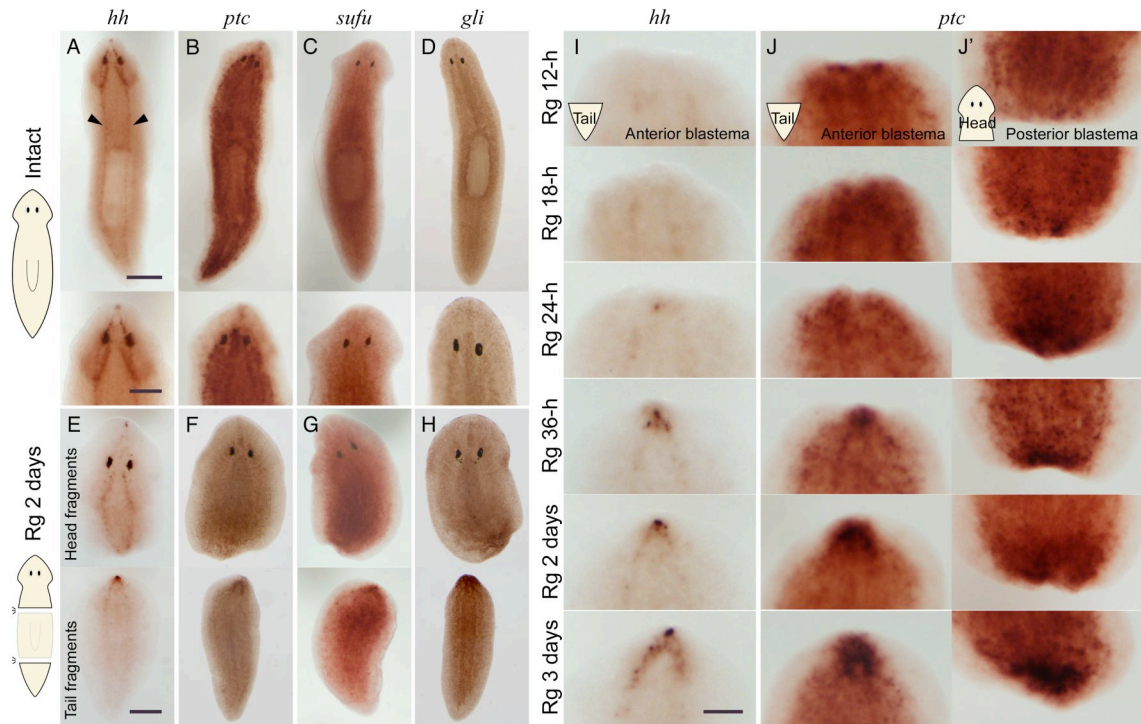 hh ptc sufu gli hh ptc
A B C D I J J'
Intact
Rg 12-h
Tail Tail Head
Anterior blastema Anterior blastema Posterior blastema
Rg 18-h
Rg 24-h
E F G H
Rg 2 days
Head fragments
Tail fragments
Rg 36-h
Rg 2 days
Rg 3 days